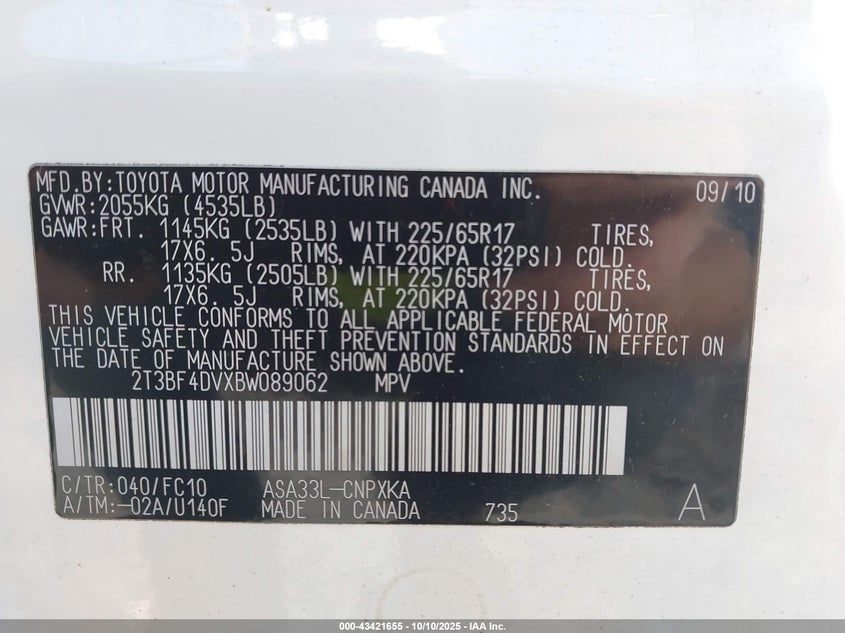 MFD.BY:TOYOTA MOTOR MANUFACTURING CANADA INC. 09/10
GVWR:2055KG (4535LB)
GAWR:FRT. 1145KG (2535LB) WITH 225/65R17 TIRES,
17X6. 5J RIMS, AT 220KPA (32PSI) COLD.
RR. 1135KG (2505LB) WITH 225/65R17 TIRES,
17X6. 5J RIMS, AT 220KPA (32PSI) COLD.
THIS VEHICLE CONFORMS TO ALL APPLICABLE FEDERAL MOTOR
VEHICLE SAFETY AND THEFT PREVENTION STANDARDS IN EFFECT ON
THE DATE OF MANUFACTURE SHOWN ABOVE.
2T3BF4DVXBW089062 MPV
C/TR:040/FC10 ASA33L-CNPXKA
A/TM:-02A/U140F MADE IN CANADA 735 A
000-43421655 - 10/10/2025 - IAA Inc.